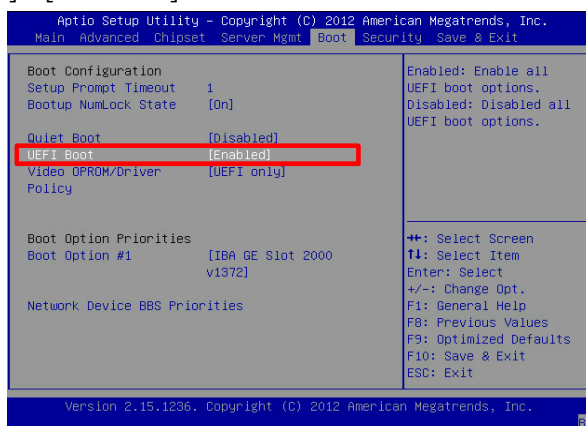 Aptio Setup Utility – Copyright (C) 2012 American Megatrends, Inc.
Main Advanced Chipset Server Mgmt Boot Security Save & Exit
Boot Configuration
Setup Prompt Timeout 1
Bootup NumLock State [On]
Quiet Boot [Disabled]
UEFI Boot [Enabled]
Video OPROM/Driver [UEFI only]
Policy
Boot Option Priorities
Boot Option #1 [IBA GE Slot 2000
v1372]
Network Device BBS Priorities
Enabled: Enable all
UEFI boot options.
Disabled: Disabled all
UEFI boot options.
→←: Select Screen
↑↓: Select Item
Enter: Select
+/-: Change Opt.
F1: General Help
F8: Previous Values
F9: Optimized Defaults
F10: Save & Exit
ESC: Exit
Version 2.15.1236. Copyright (C) 2012 American Megatrends, Inc.